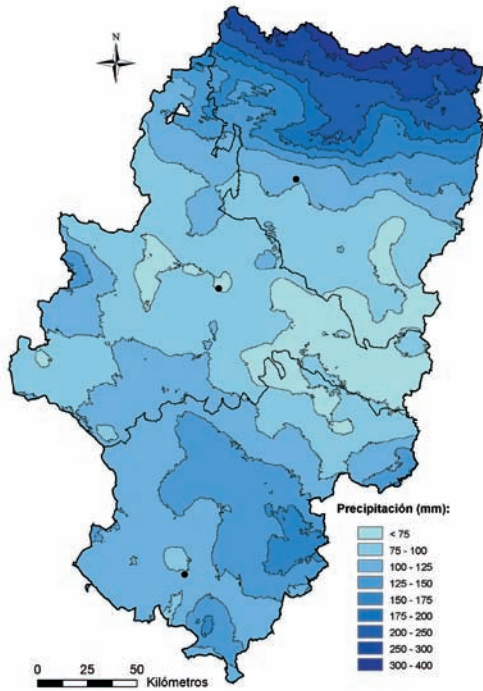 N
Precipitación (mm):
< 75
75 - 100
100 - 125
125 - 150
150 - 175
175 - 200
200 - 250
250 - 300
300 - 400
0 25 50
Kilómetros